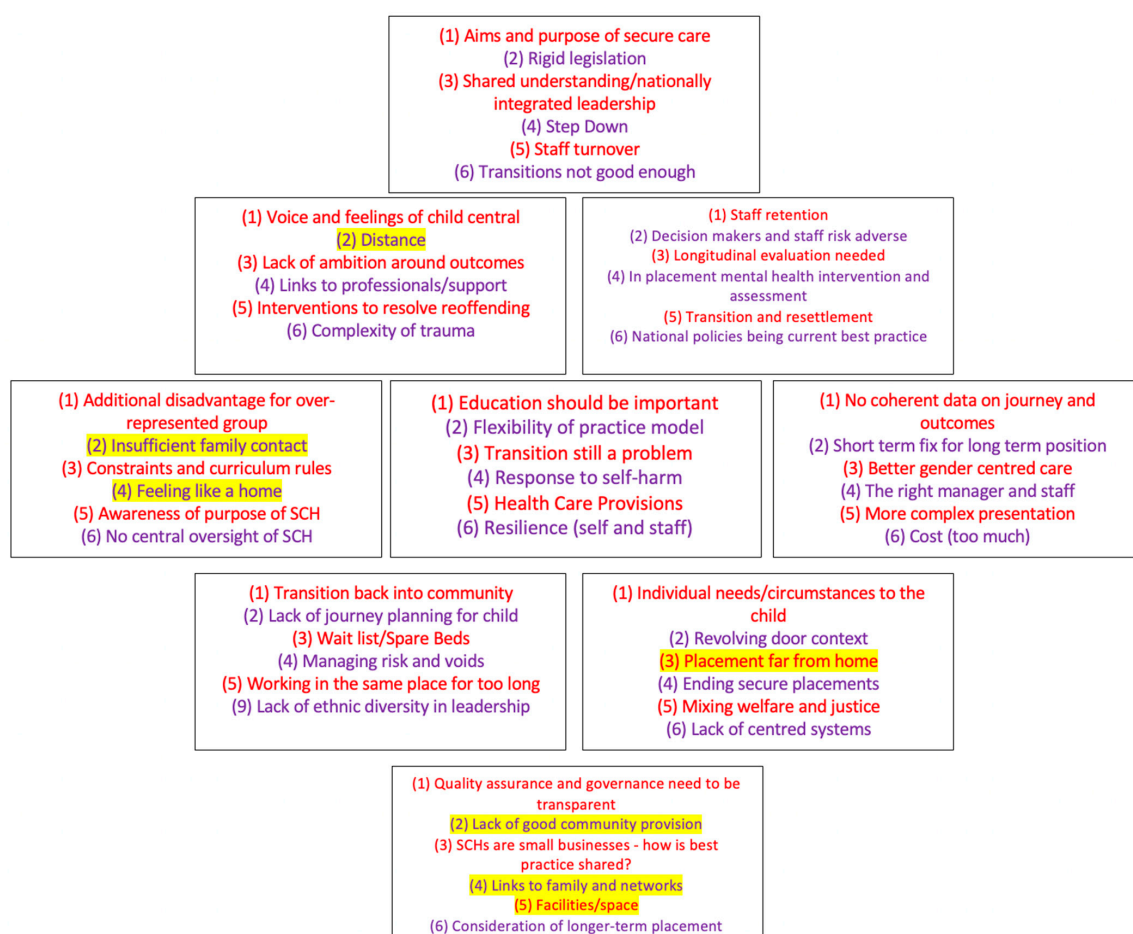 (1) Aims and purpose of secure care
(2) Rigid legislation
(3) Shared understanding/nationally
integrated leadership
(4) Step Down
(5) Staff turnover
(6) Transitions not good enough
(1) Voice and feelings of child central
(2) Distance
(3) Lack of ambition around outcomes
(4) Links to professionals/support
(5) Interventions to resolve reoffending
(6) Complexity of trauma
(1) Staff retention
(2) Decision makers and staff risk adverse
(3) Longitudinal evaluation needed
(4) In placement mental health intervention and
assessment
(5) Transition and resettlement
(6) National policies being current best practice
(1) Additional disadvantage for over-
represented group
(2) Insufficient family contact
(3) Constraints and curriculum rules
(4) Feeling like a home
(5) Awareness of purpose of SCH
(6) No central oversight of SCH
(1) Education should be important
(2) Flexibility of practice model
(3) Transition still a problem
(4) Response to self-harm
(5) Health Care Provisions
(6) Resilience (self and staff)
(1) No coherent data on journey and
outcomes
(2) Short term fix for long term position
(3) Better gender centred care
(4) The right manager and staff
(5) More complex presentation
(6) Cost (too much)
(1) Transition back into community
(2) Lack of journey planning for child
(3) Wait list/Spare Beds
(4) Managing risk and voids
(5) Working in the same place for too long
(9) Lack of ethnic diversity in leadership
(1) Individual needs/circumstances to the
child
(2) Revolving door context
(3) Placement far from home
(4) Ending secure placements
(5) Mixing welfare and justice
(6) Lack of centred systems
(1) Quality assurance and governance need to be
transparent
(2) Lack of good community provision
(3) SCHs are small businesses - how is best
practice shared?
(4) Links to family and networks
(5) Facilities/space
(6) Consideration of longer-term placement